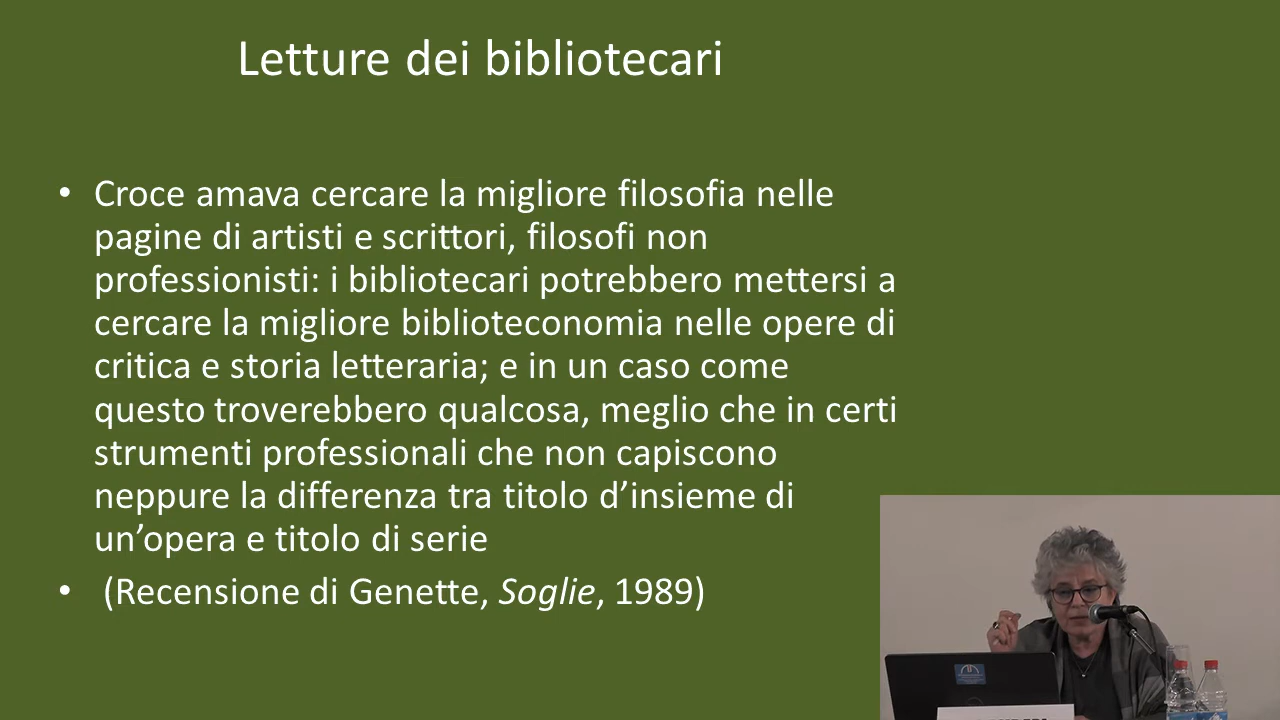 Letture dei bibliotecari
• Croce amava cercare la migliore filosofia nelle
pagine di artisti e scrittori, filosofi non
professionisti: i bibliotecari potrebbero mettersi a
cercare la migliore biblioteconomia nelle opere di
critica e storia letteraria; e in un caso come
questo troverebbero qualcosa, meglio che in certi
strumenti professionali che non capiscono
neppure la differenza tra titolo d’insieme di
un’opera e titolo di serie
• (Recensione di Genette, Soglie, 1989)